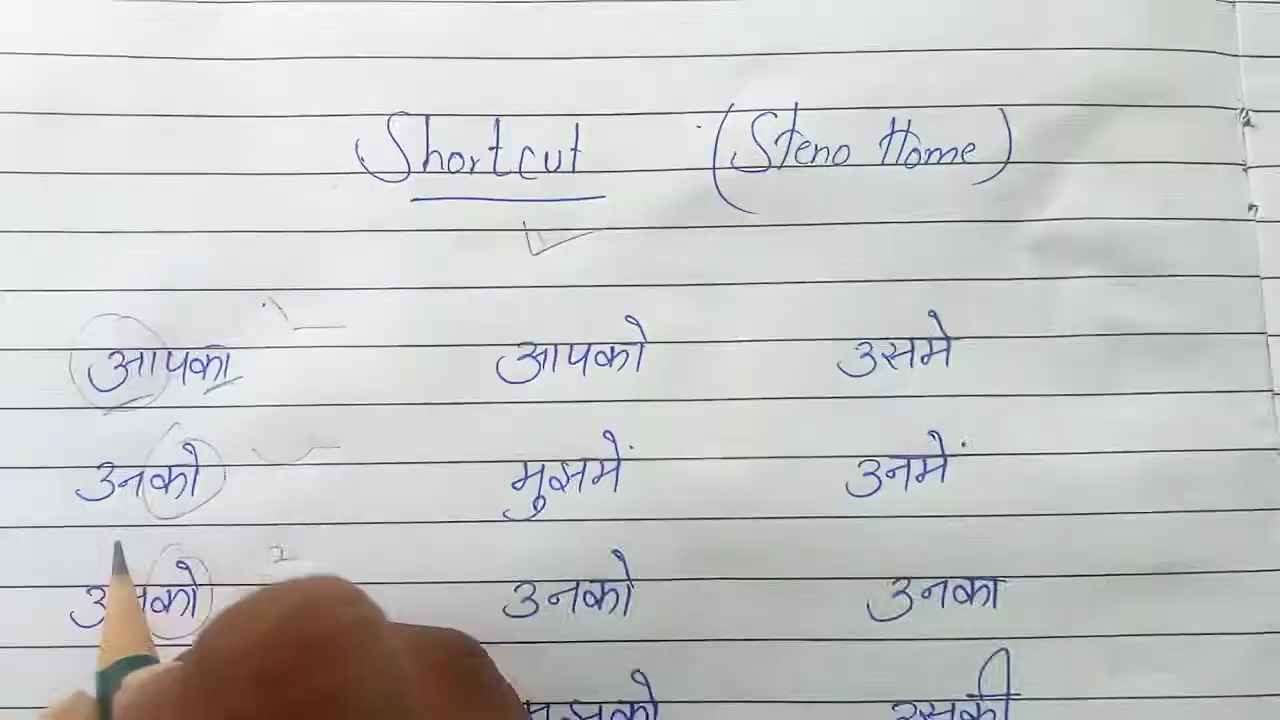 Shortcut (Steno Home)
आपका आपको उसमे
उनको मुझमें उनमें
उनको उनका